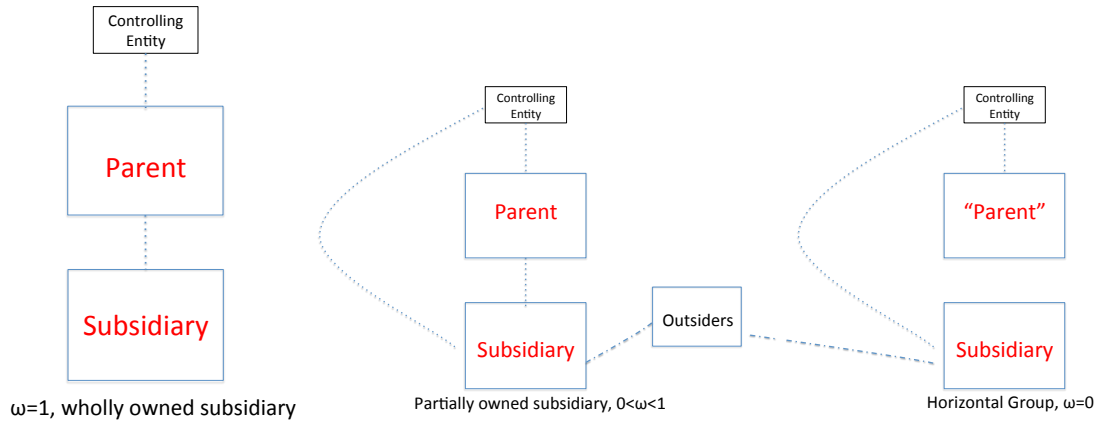 Controlling
Entity
Parent
Subsidiary
ω=1, wholly owned subsidiary
Controlling
Entity
Parent
Subsidiary
Partially owned subsidiary, 0<ω<1
Outsiders
Controlling
Entity
“Parent”
Subsidiary
Horizontal Group, ω=0